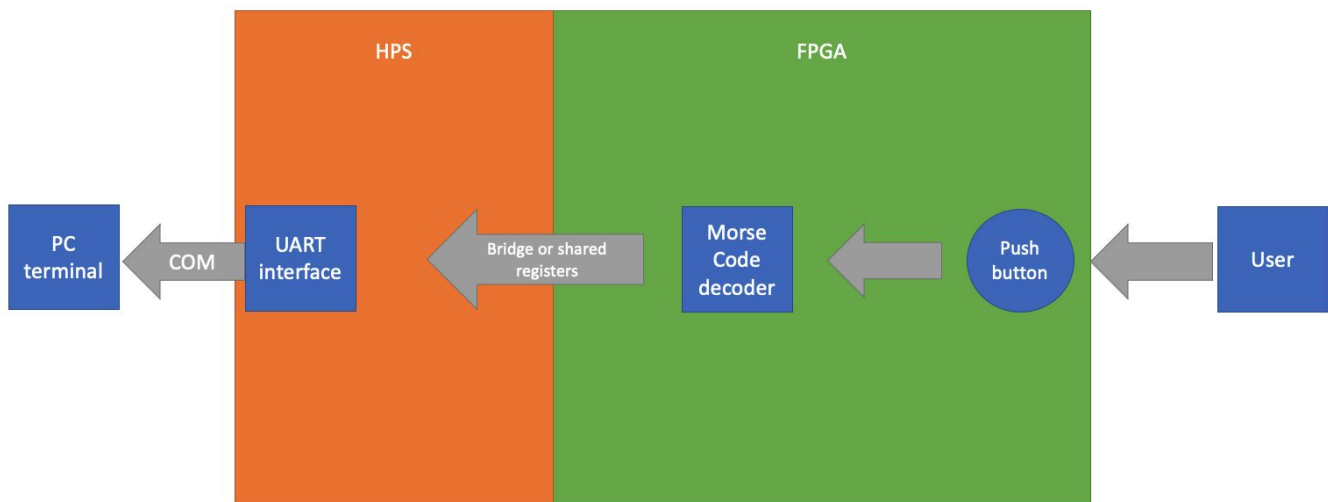 HPS
FPGA
PC
terminal
COM
UART
interface
Bridge or shared
registers
Morse
Code
decoder
Push
button
User